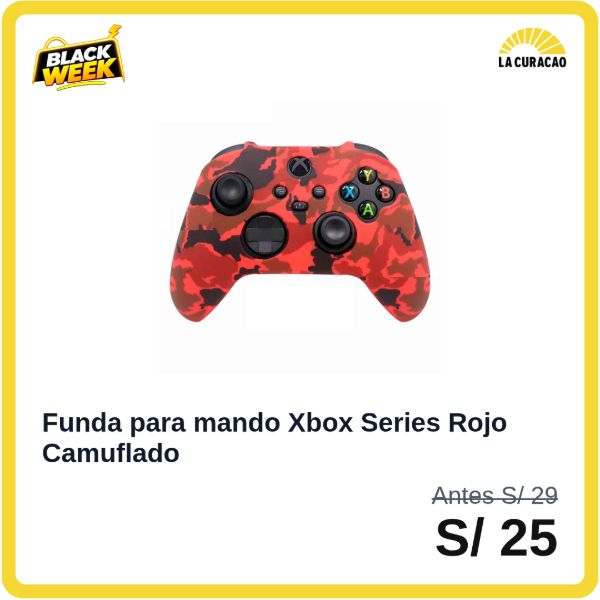 BLACK
WEEK
LA CURACAO
Y
X
B
A
Funda para mando Xbox Series Rojo
Camuflado
Antes S/ 29
S/ 25